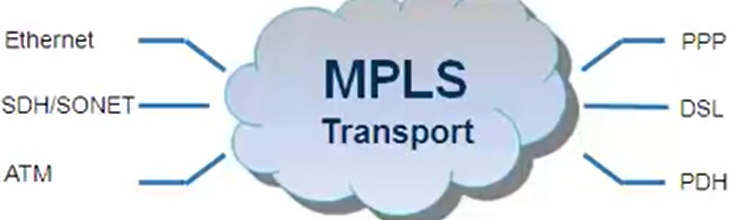 Ethernet
SDH/SONET
ATM
MPLS
Transport
PPP
DSL
PDH